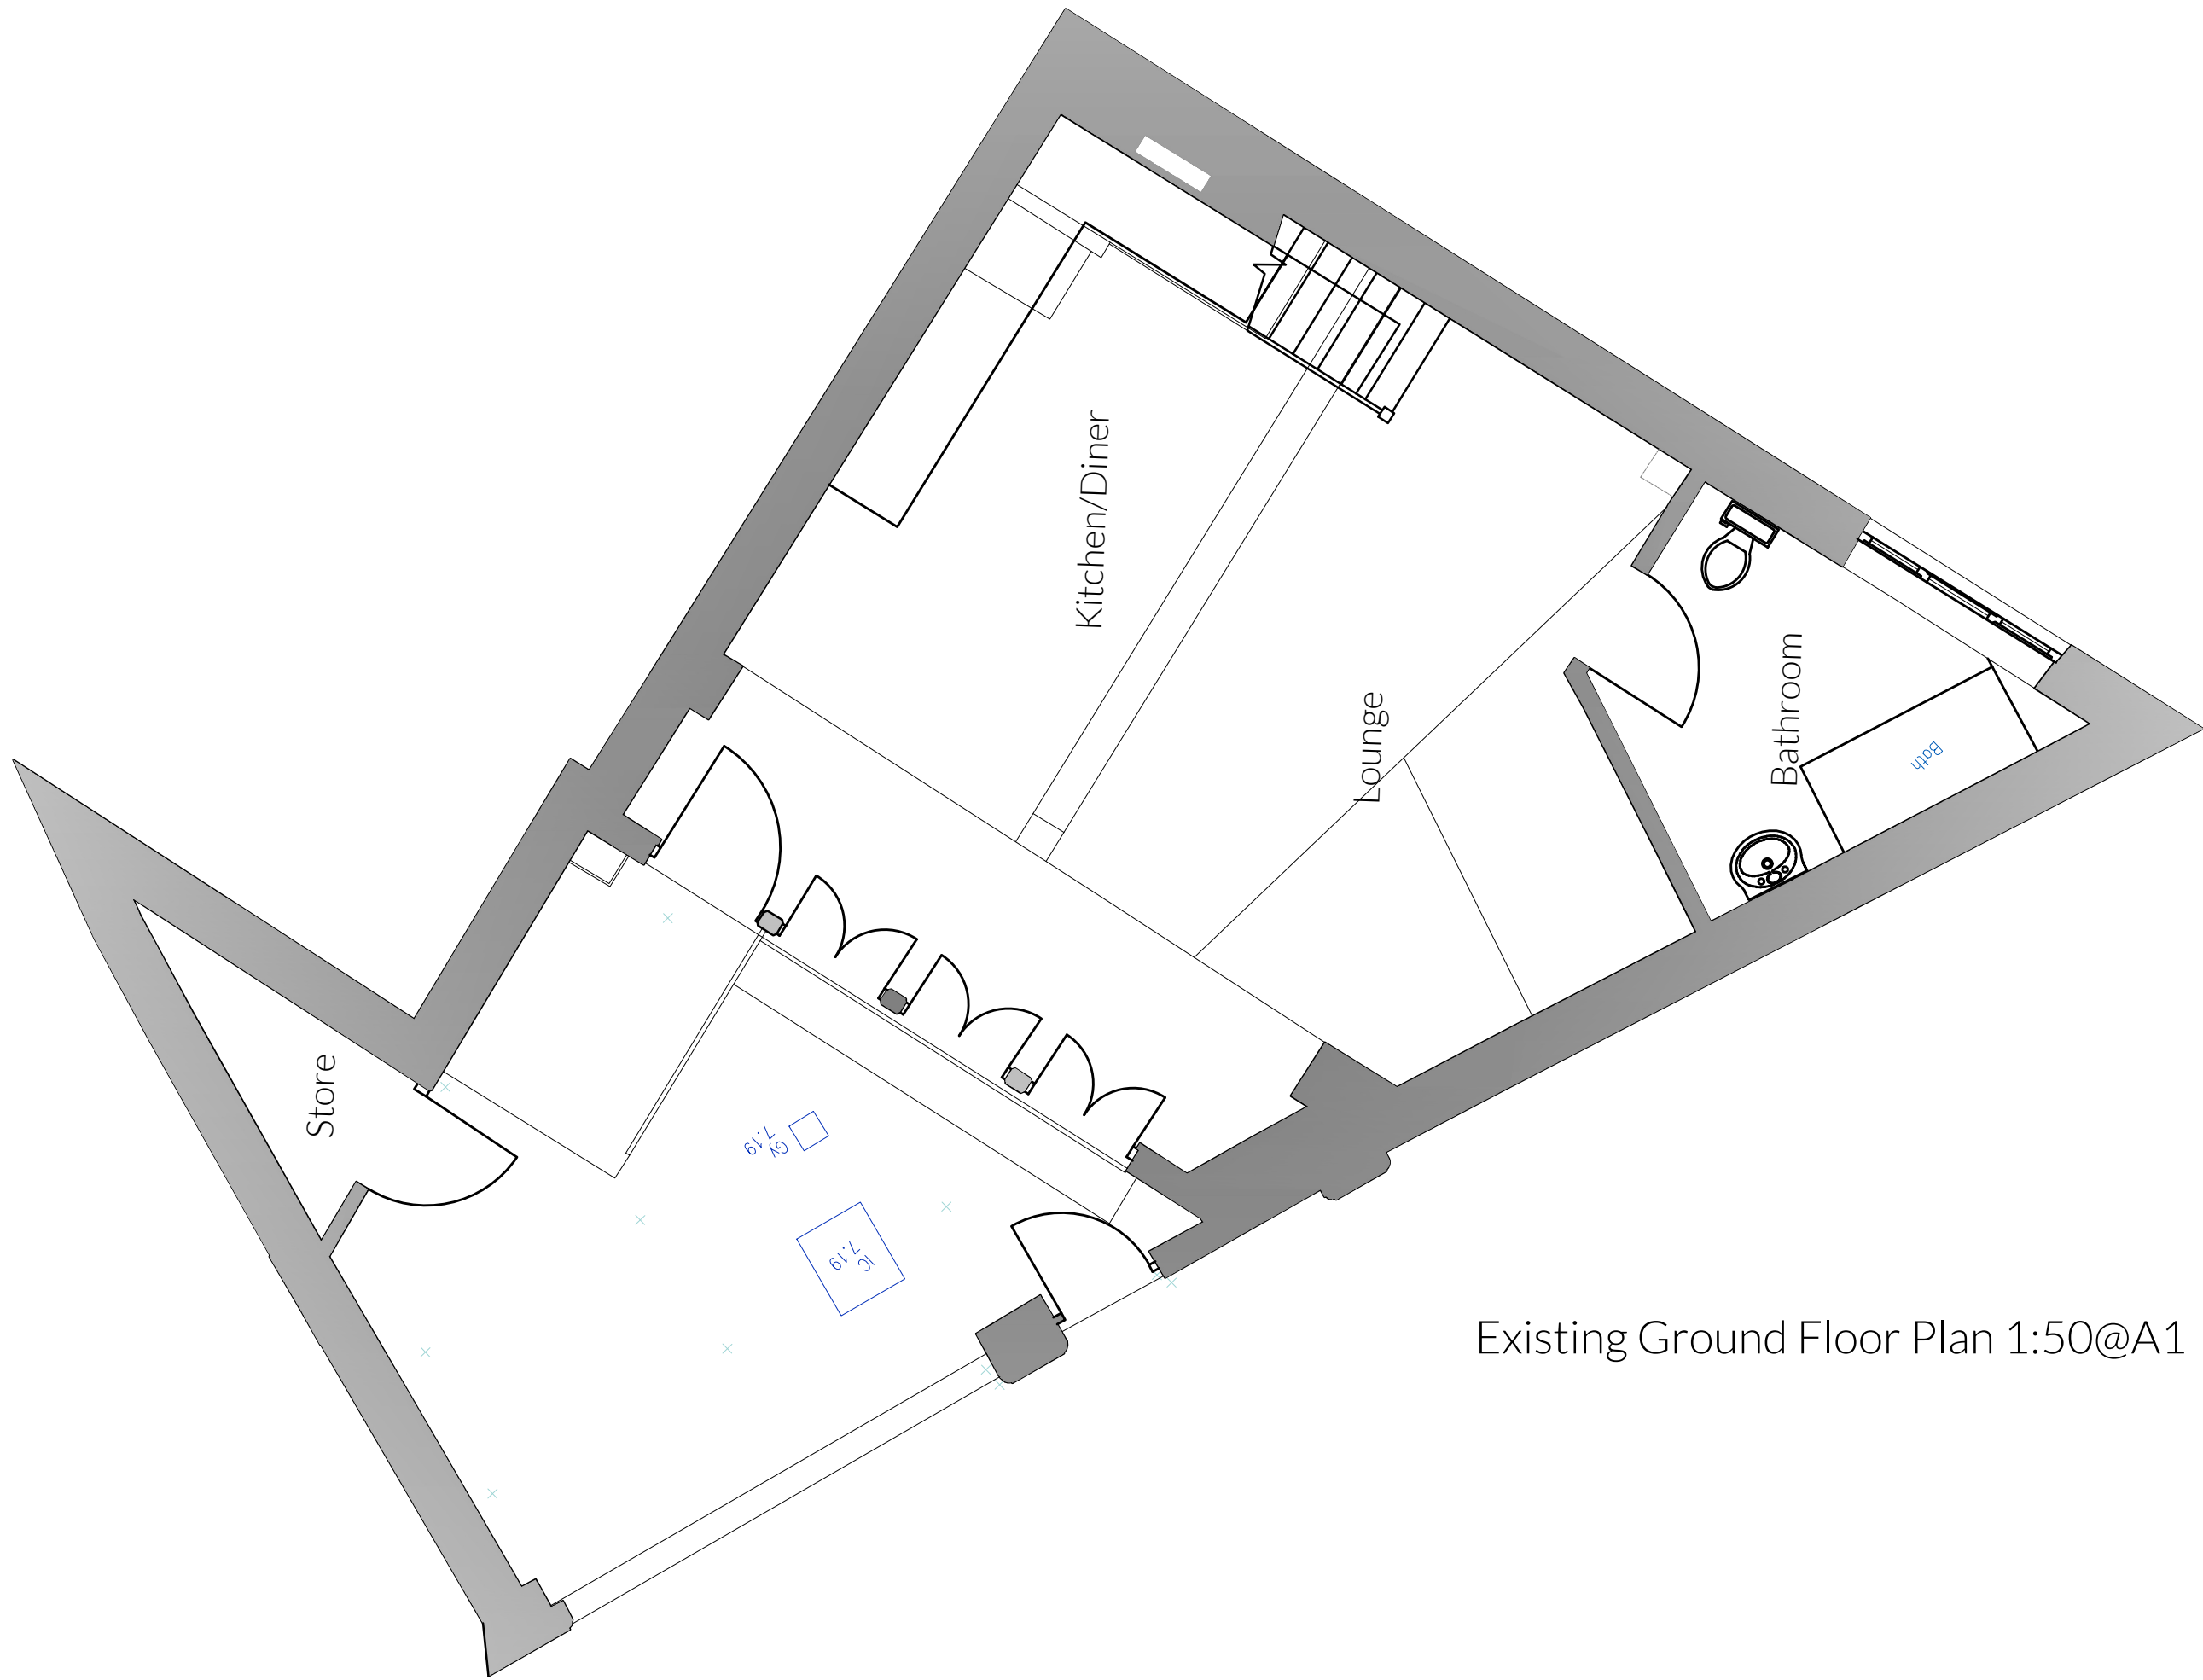 Kitchen/Diner
Lounge
Bathroom
Bath
Store
GY
7.19
IC
7.19
Existing Ground Floor Plan 1:50@A1